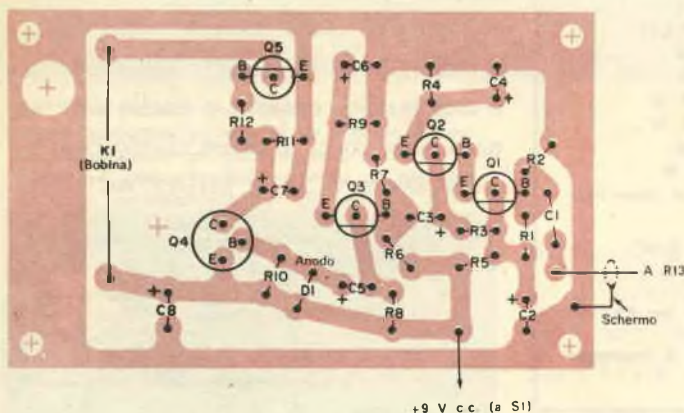 Q5
B
E
C
C6
R4
C4
+
+
R12
R11
R9
Q2
E
C
B
K1
(Bobina)
Q1
R2
E
C
B
R7
+
C7
Q3
E
C
B
C3
+
R3
R1
C1
C
B
E
Q4
R6
R5
Anodo
R10
D1
+
C5
A R13
+
C8
R8
+
C2
Schermo
+9 V c c (a S1)